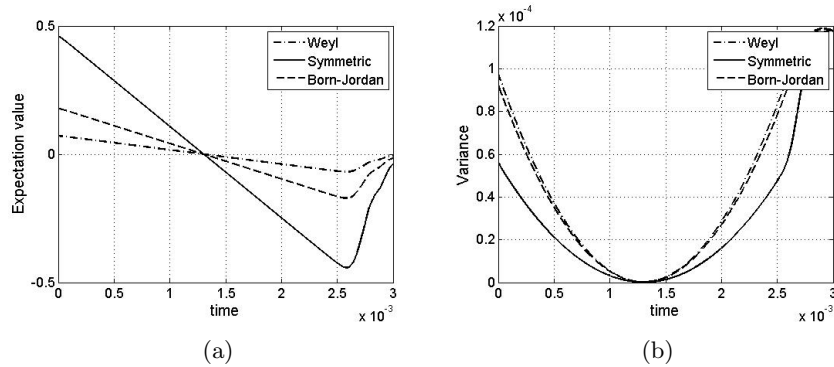 0.5
0
-0.5
Expectation value
0
0.5
1
1.5
2
2.5
3
time
x 10⁻³
Weyl
Symmetric
Born-Jordan
(a)
x 10⁻⁴
1.2
1
0.8
0.6
0.4
0.2
0
Variance
0
0.5
1
1.5
2
2.5
3
time
x 10⁻³
Weyl
Symmetric
Born-Jordan
(b)